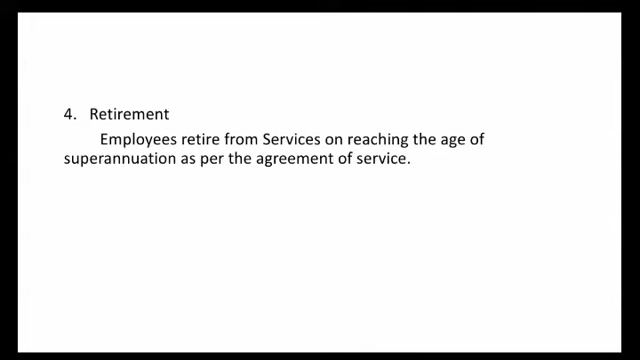 4. Retirement
Employees retire from Services on reaching the age of
superannuation as per the agreement of service.